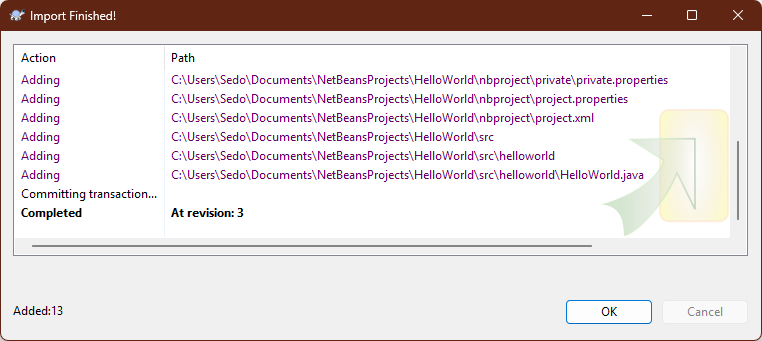 Import Finished!
Action Path
Adding C:\Users\Sedo\Documents\NetBeansProjects\HelloWorld\nbproject\private\private.properties
Adding C:\Users\Sedo\Documents\NetBeansProjects\HelloWorld\nbproject\project.properties
Adding C:\Users\Sedo\Documents\NetBeansProjects\HelloWorld\nbproject\project.xml
Adding C:\Users\Sedo\Documents\NetBeansProjects\HelloWorld\src
Adding C:\Users\Sedo\Documents\NetBeansProjects\HelloWorld\src\helloworld
Adding C:\Users\Sedo\Documents\NetBeansProjects\HelloWorld\src\helloworld\HelloWorld.java
Committing transaction...
Completed At revision: 3
Added:13 OK Cancel